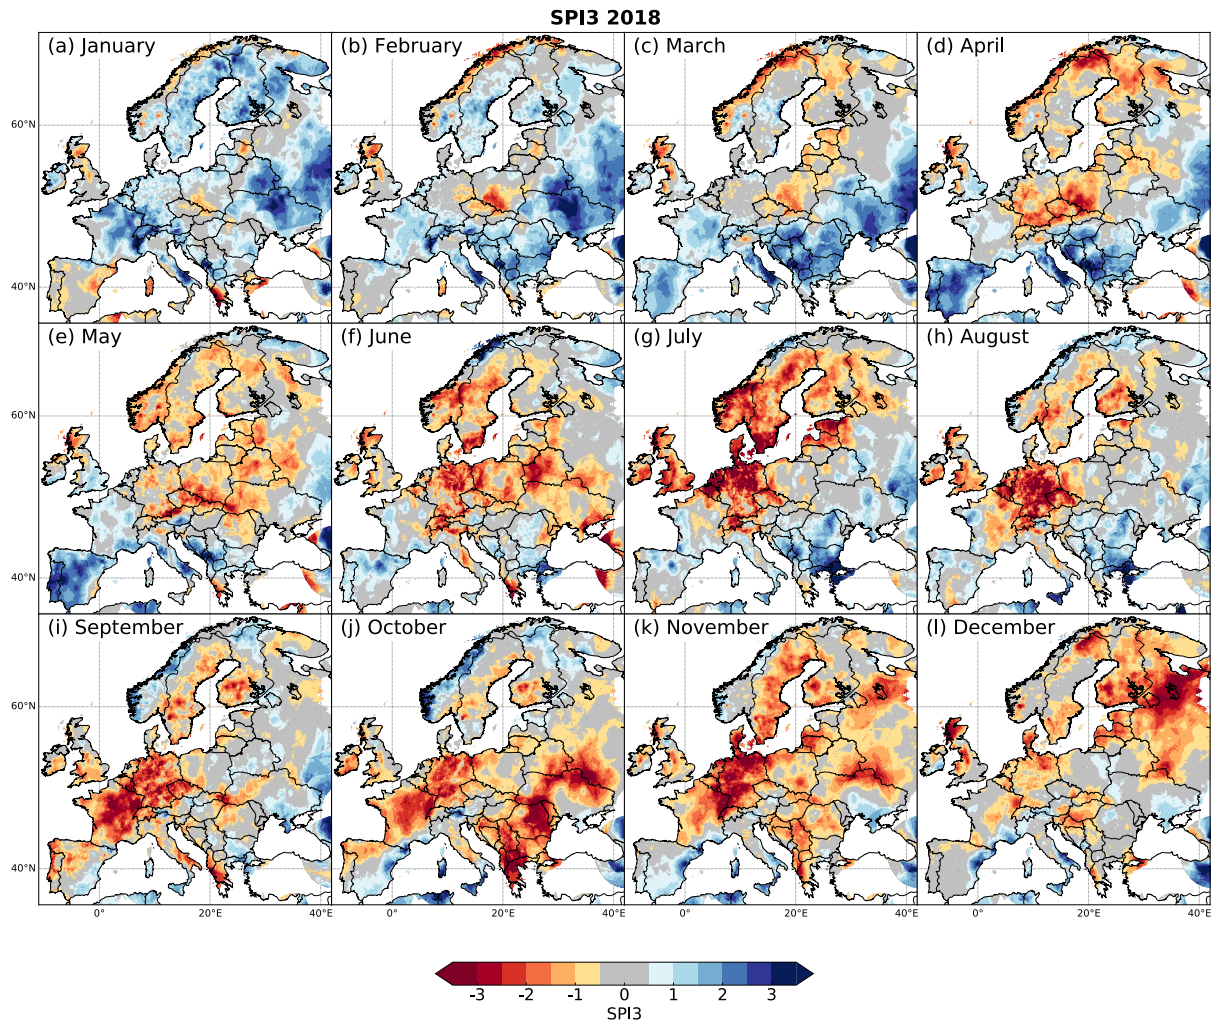 SPI3 2018
(a) January
(b) February
(c) March
(d) April
60°N
40°N
(e) May
(f) June
(g) July
(h) August
60°N
40°N
(i) September
(j) October
(k) November
(l) December
60°N
40°N
0° 20°E 40°E 0° 20°E 40°E 0° 20°E 40°E 0° 20°E 40°E
-3 -2 -1 0 1 2 3
SPI3